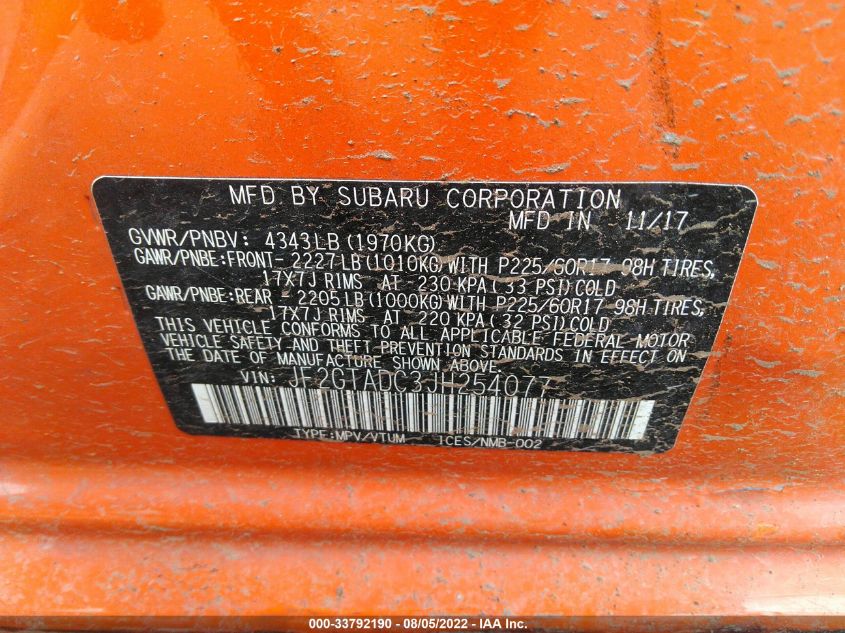 MFD BY SUBARU CORPORATION
MFD IN 11/17
GVWR/PNBV: 4343LB(1970KG)
GAWR/PNBE:FRONT- 2227LB(1010KG)WITH P225/60R17 98H TIRES,
17X7J RIMS AT 230 KPA(33 PSI)COLD
GAWR/PNBE:REAR - 2205LB(1000KG)WITH P225/60R17 98H TIRES,
17X7J RIMS AT 220 KPA(32 PSI)COLD
THIS VEHICLE CONFORMS TO ALL APPLICABLE FEDERAL MOTOR
VEHICLE SAFETY AND THEFT PREVENTION STANDARDS IN EFFECT ON
THE DATE OF MANUFACTURE SHOWN ABOVE.
VIN: JF2GTADC3JH254077
TYPE:MPV/VTUM ICES/NMB-002
000-33792190 - 08/05/2022 - IAA, Inc.